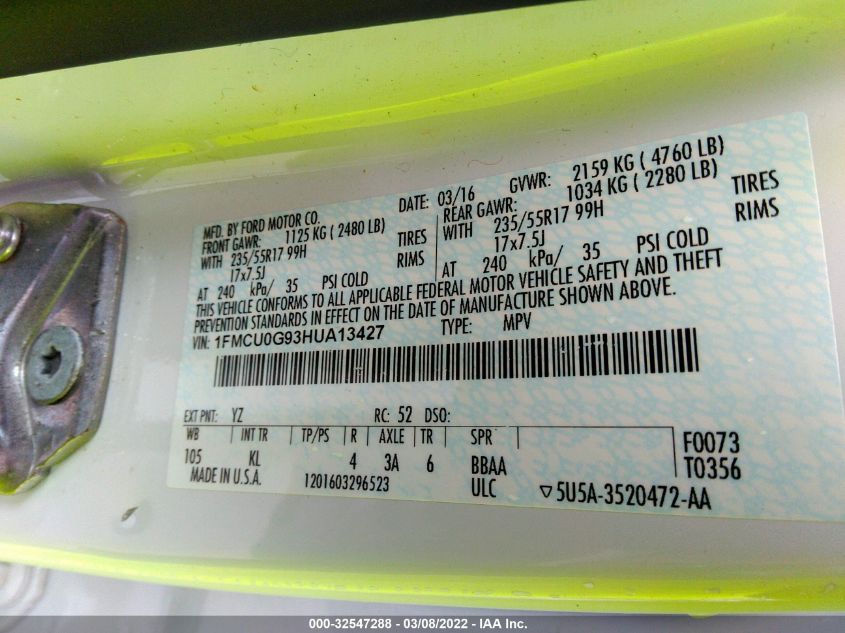 MFD. BY FORD MOTOR CO. DATE: 03/16 GVWR: 2159 KG ( 4760 LB)
FRONT GAWR: 1125 KG ( 2480 LB) REAR GAWR: 1034 KG ( 2280 LB)
WITH 235/55R17 99H TIRES WITH 235/55R17 99H TIRES
17x7.5J RIMS 17x7.5J RIMS
AT 240 kPa/ 35 PSI COLD AT 240 kPa/ 35 PSI COLD
THIS VEHICLE CONFORMS TO ALL APPLICABLE FEDERAL MOTOR VEHICLE SAFETY AND THEFT
PREVENTION STANDARDS IN EFFECT ON THE DATE OF MANUFACTURE SHOWN ABOVE.
VIN: 1FMCU0G93HUA13427 TYPE: MPV
EXT PNT: YZ RC: 52 DSO:
WB INT TR TP/PS R AXLE TR SPR F0073
105 KL 4 3A 6 BBAA T0356
MADE IN U.S.A. 1201603296523 ULC ▽5U5A-3520472-AA
000-32547288 - 03/08/2022 - IAA Inc.